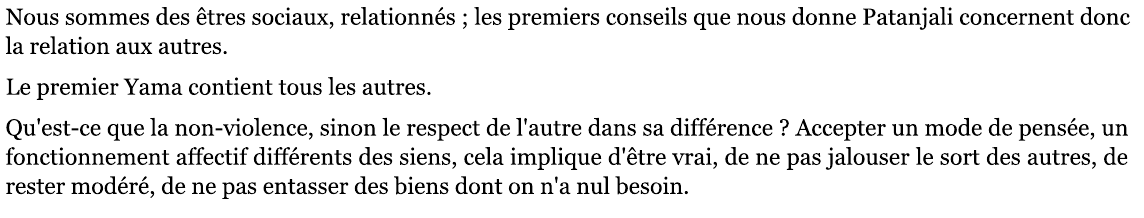 Nous sommes des êtres sociaux, relationnés ; les premiers conseils que nous donne Patanjali concernent donc
la relation aux autres.
Le premier Yama contient tous les autres.
Qu'est-ce que la non-violence, sinon le respect de l'autre dans sa différence ? Accepter un mode de pensée, un
fonctionnement affectif différents des siens, cela implique d'être vrai, de ne pas jalouser le sort des autres, de
rester modéré, de ne pas entasser des biens dont on n'a nul besoin.